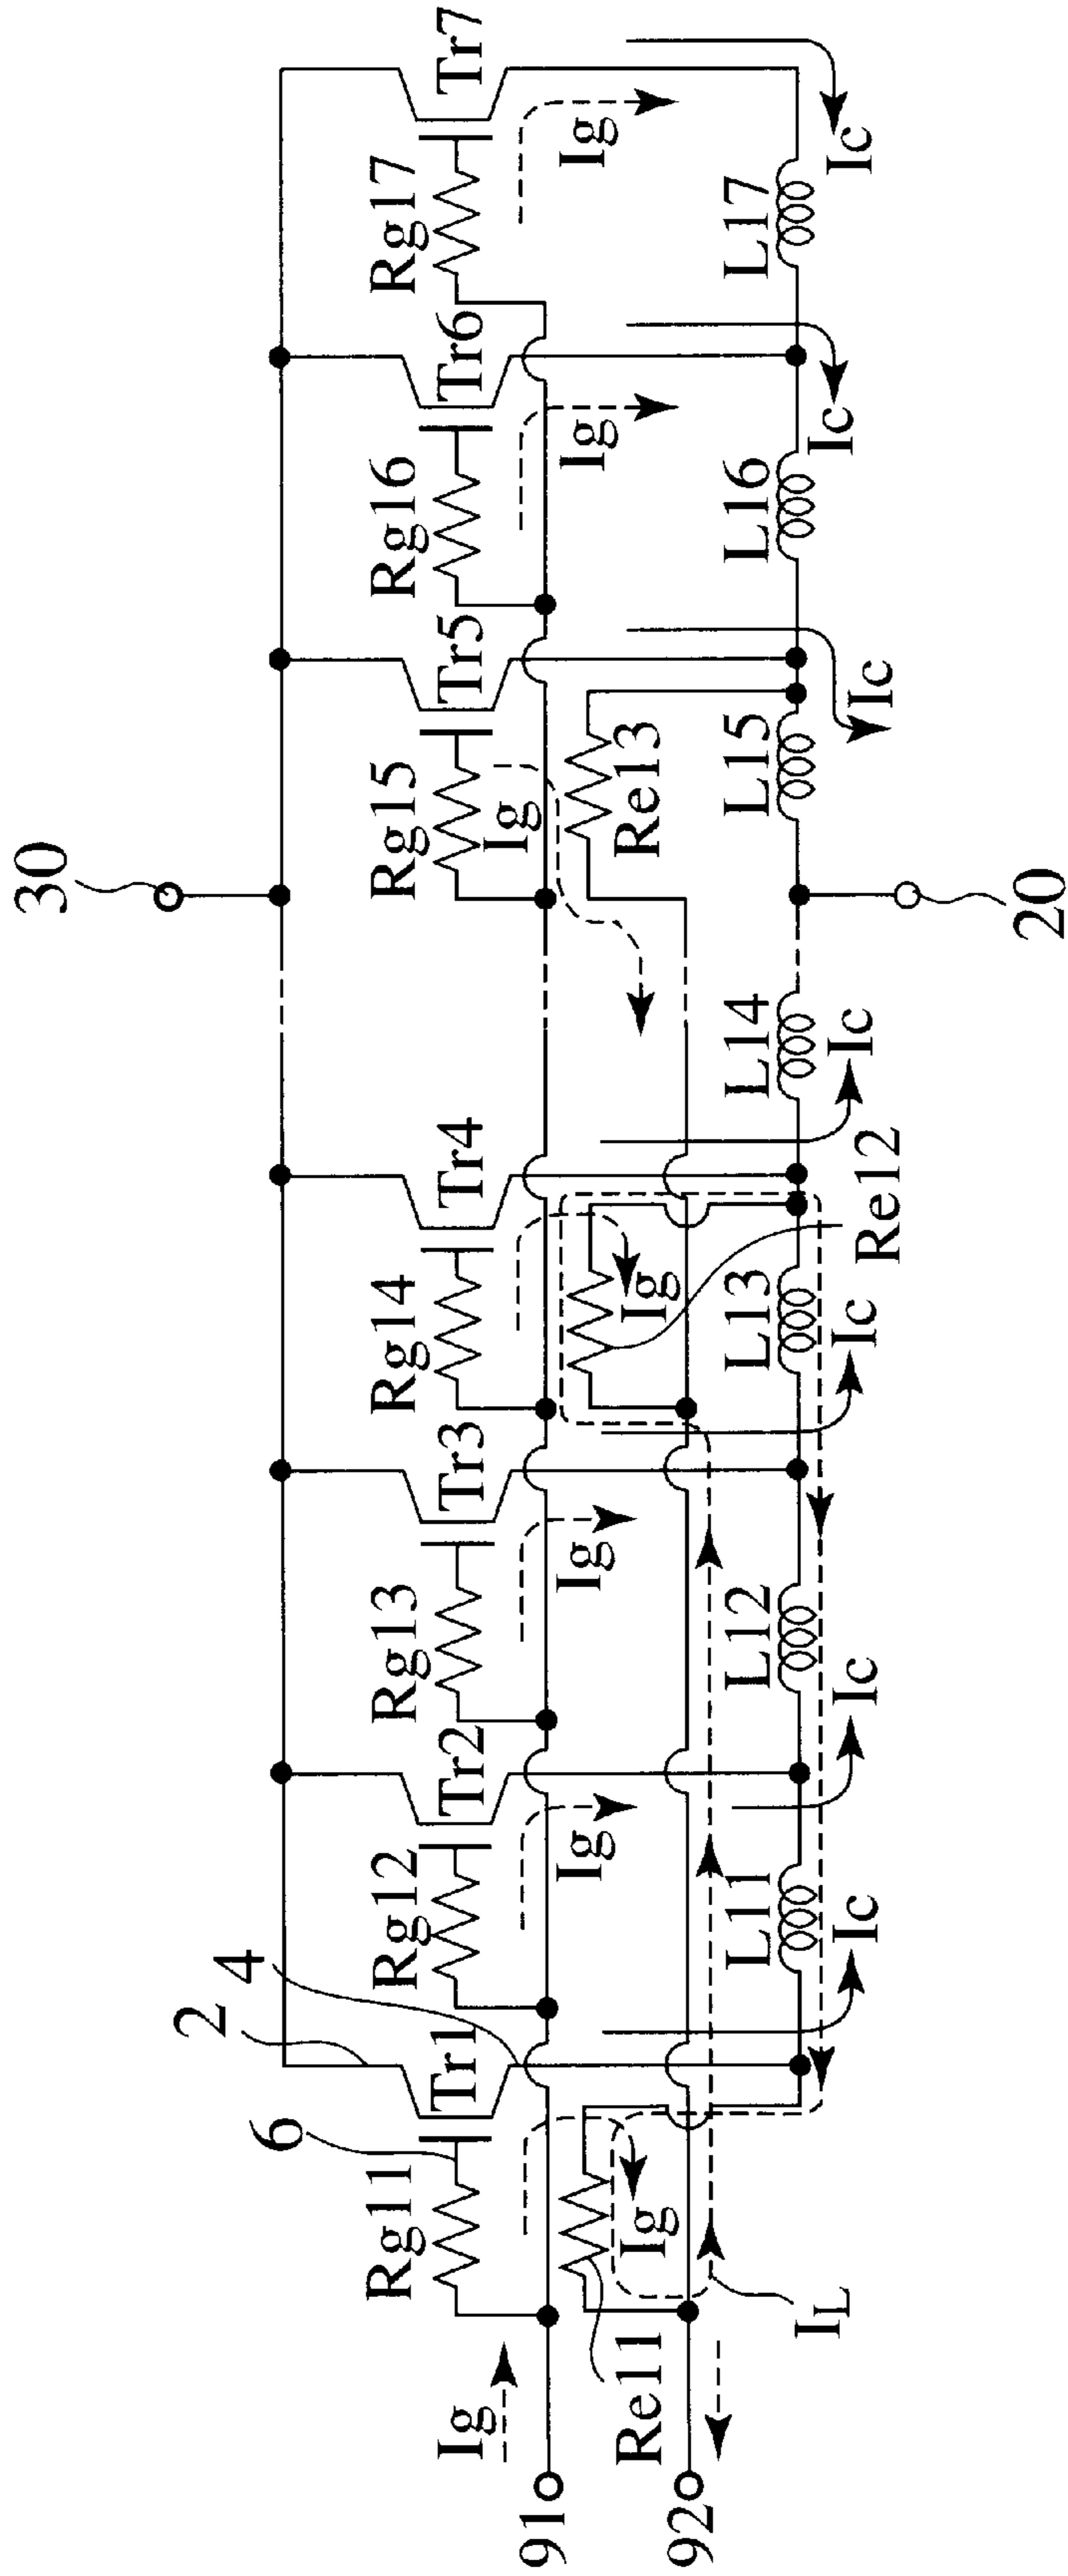 30
2
4
6
Tr1
Tr2
Tr3
Tr4
Tr5
Tr6
Tr7
Rg11
Rg12
Rg13
Rg14
Rg15
Rg16
Rg17
Ig
Ig
Ig
Ig
Ig
Ig
Ig
Ig
91
Re11
Re12
Re13
92
IL
L11
L12
L13
L14
L15
L16
L17
Ic
Ic
Ic
Ic
Ic
Ic
Ic
20